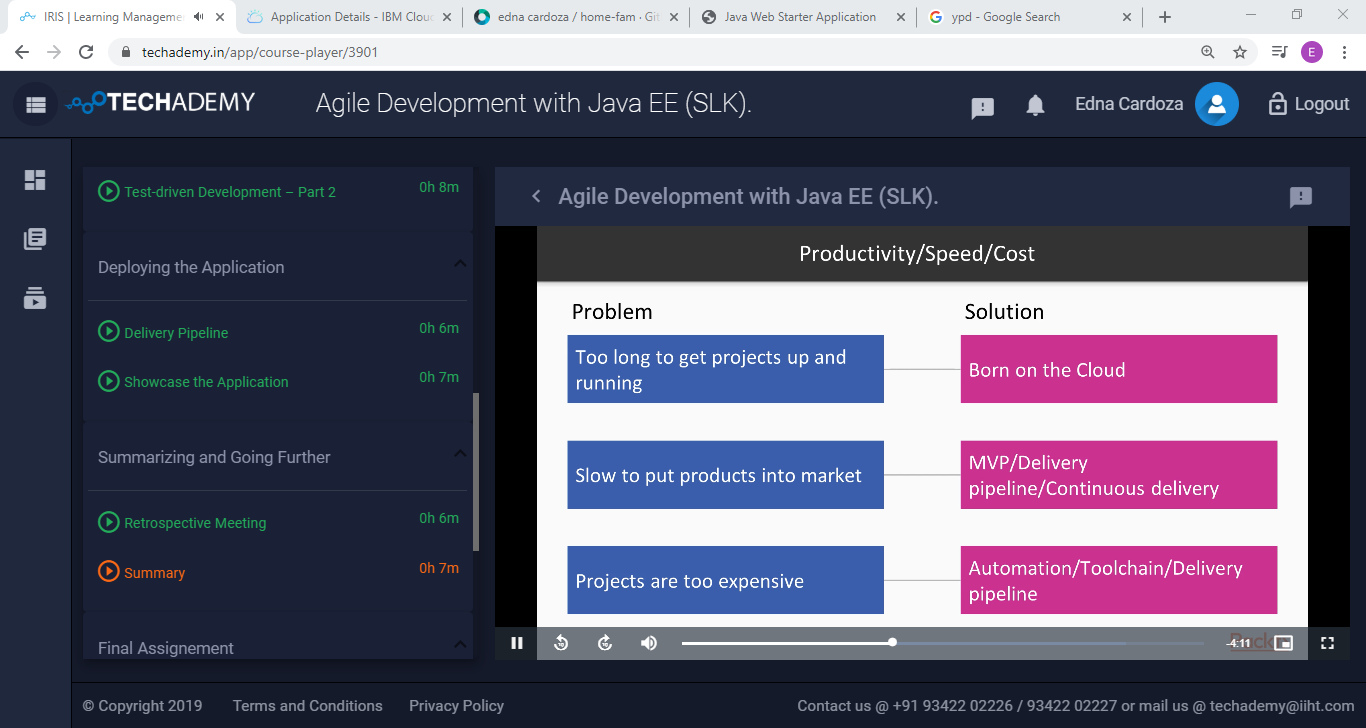 IRIS | Learning Manageme
Application Details - IBM Clou
edna cardoza / home-fam · Git
Java Web Starter Application
ypd - Google Search
techademy.in/app/course-player/3901
E
TECHADEMY
Agile Development with Java EE (SLK).
Edna Cardoza
Logout
Test-driven Development – Part 2
0h 8m
Deploying the Application
Delivery Pipeline
0h 6m
Showcase the Application
0h 7m
Summarizing and Going Further
Retrospective Meeting
0h 6m
Summary
0h 7m
Final Assignement
Agile Development with Java EE (SLK).
Productivity/Speed/Cost
Problem
Solution
Too long to get projects up and
running
Born on the Cloud
Slow to put products into market
MVP/Delivery
pipeline/Continuous delivery
Projects are too expensive
Automation/Toolchain/Delivery
pipeline
-4:11
© Copyright 2019
Terms and Conditions
Privacy Policy
Contact us @ +91 93422 02226 / 93422 02227 or mail us @ techademy@iiht.com